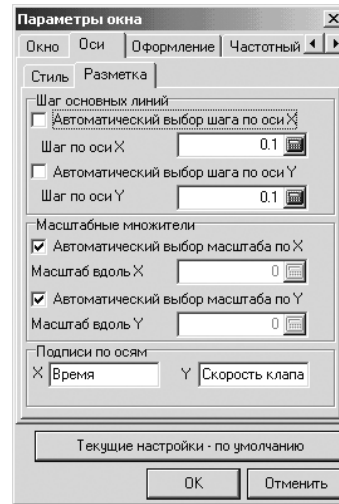 Параметры окна
Окно Оси Оформление Частотный
Стиль Разметка
Шаг основных линий
Автоматический выбор шага по оси X
Шаг по оси X 0.1
Автоматический выбор шага по оси Y
Шаг по оси Y 0.1
Масштабные множители
Автоматический выбор масштаба по X
Масштаб вдоль X 0
Автоматический выбор масштаба по Y
Масштаб вдоль Y 0
Подписи по осям
X Время Y Скорость клапа
Текущие настройки - по умолчанию
OK Отменить